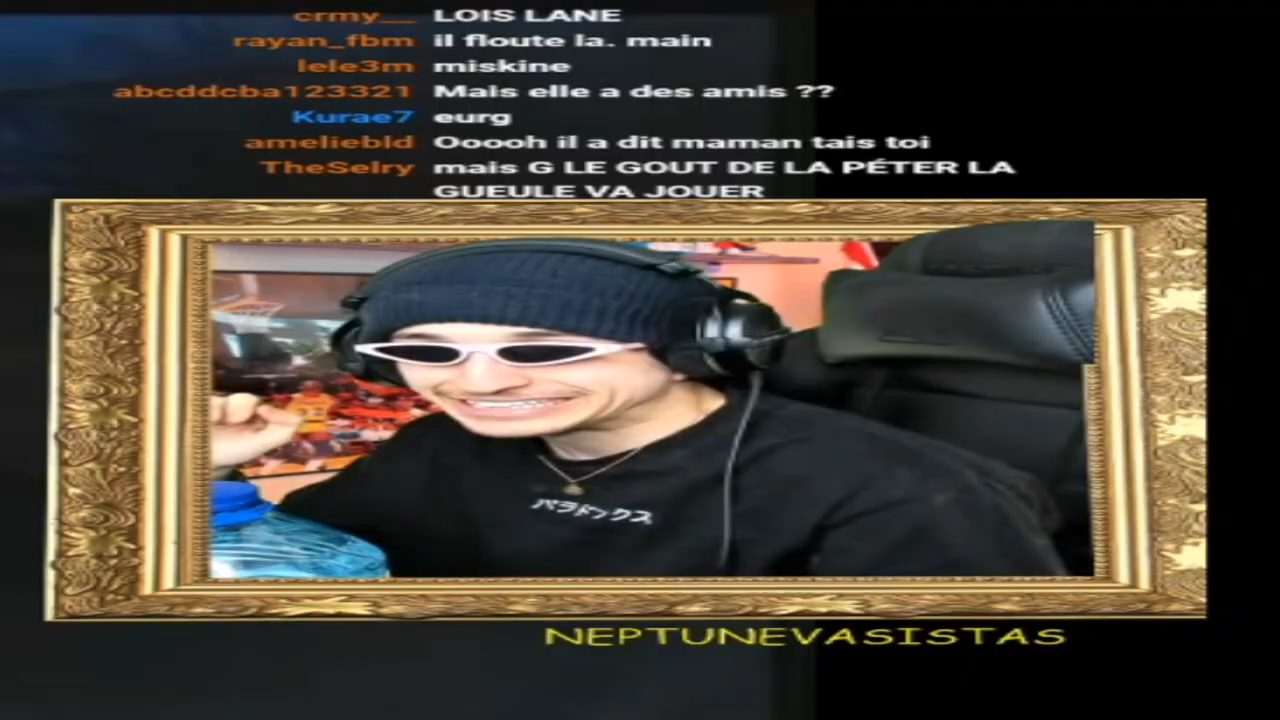 crmy__ LOIS LANE
rayan_fbm il floute la. main
lele3m miskine
abcddcba123321 Mais elle a des amis ??
Kurae7 eurg
ameliebld Ooooh il a dit maman tais toi
TheSelry mais G LE GOUT DE LA PÉTER LA
GUEULE VA JOUER
パラドックス
NEPTUNEVASISTAS